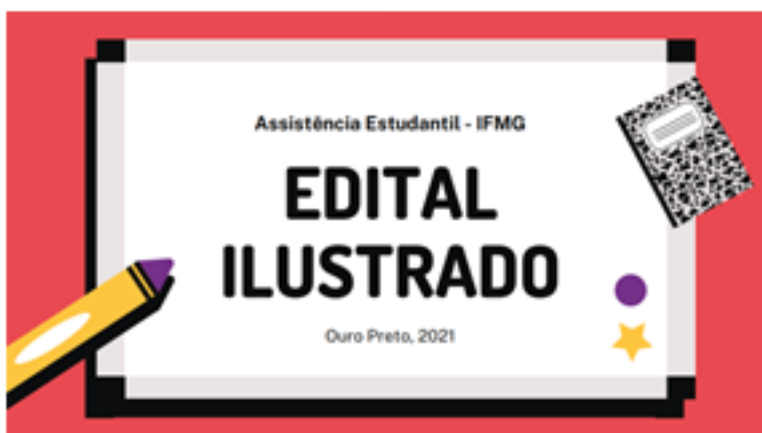 Assistência Estudantil - IFMG
EDITAL
ILUSTRADO
Ouro Preto, 2021